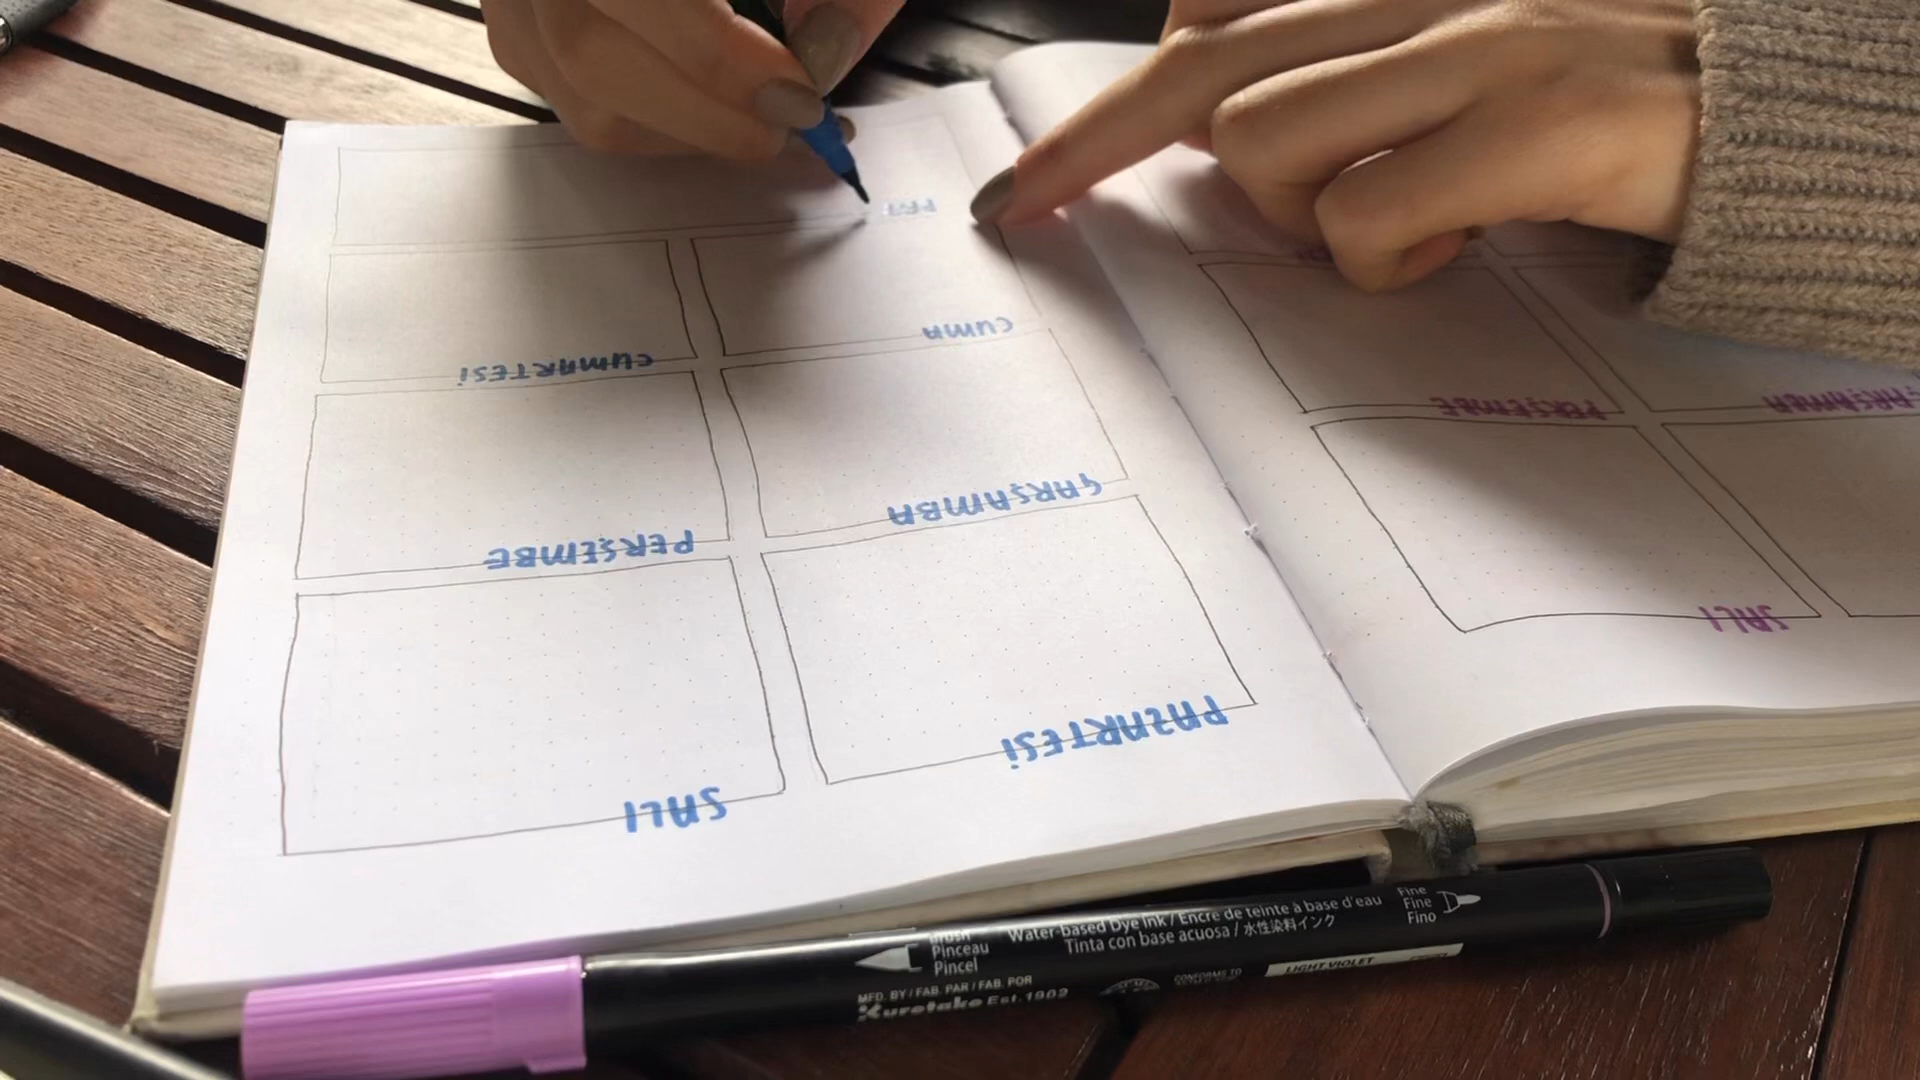 PAZARTESİ
SALI
ÇARŞAMBA
PERŞEMBE
CUMA
CUMARTESİ
SALI
PERŞEMBE
Pinceau
Pincel
Water-based Dye Ink / Encre de teinte à base d'eau
Tinta con base acuosa / 水性染料インク
Fine
Fine
Fino
MFD. BY / FAB. PAR / FAB. POR
Kuretake Est. 1902
CONFORMS TO
LIGHT VIOLET